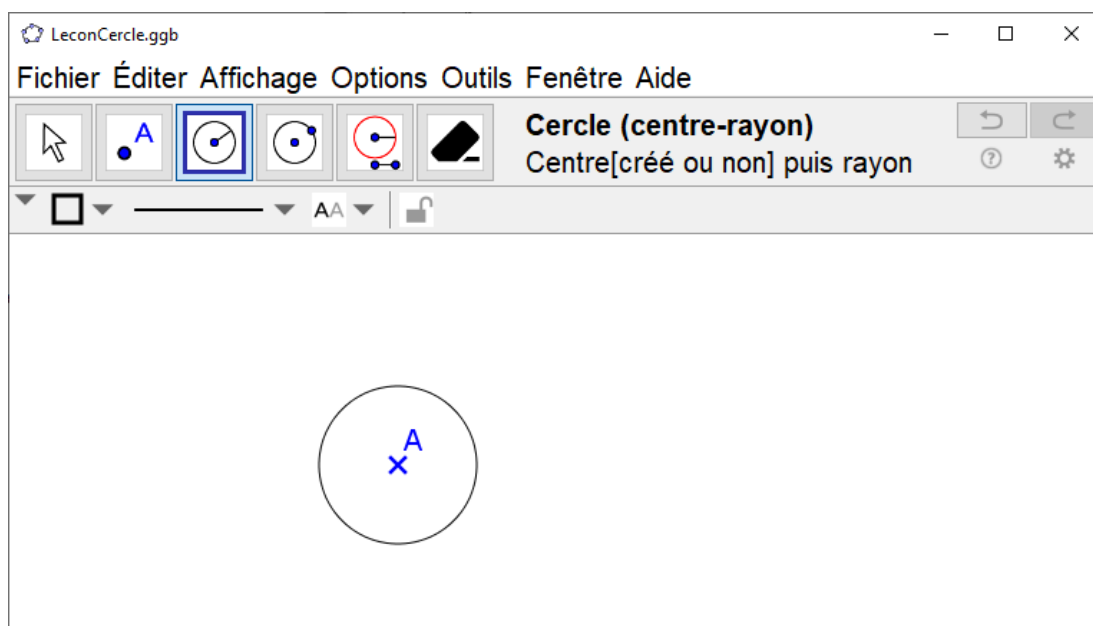 LeconCercle.ggb
Fichier Éditer Affichage Options Outils Fenêtre Aide
A
Cercle (centre-rayon)
Centre[créé ou non] puis rayon
AA
A